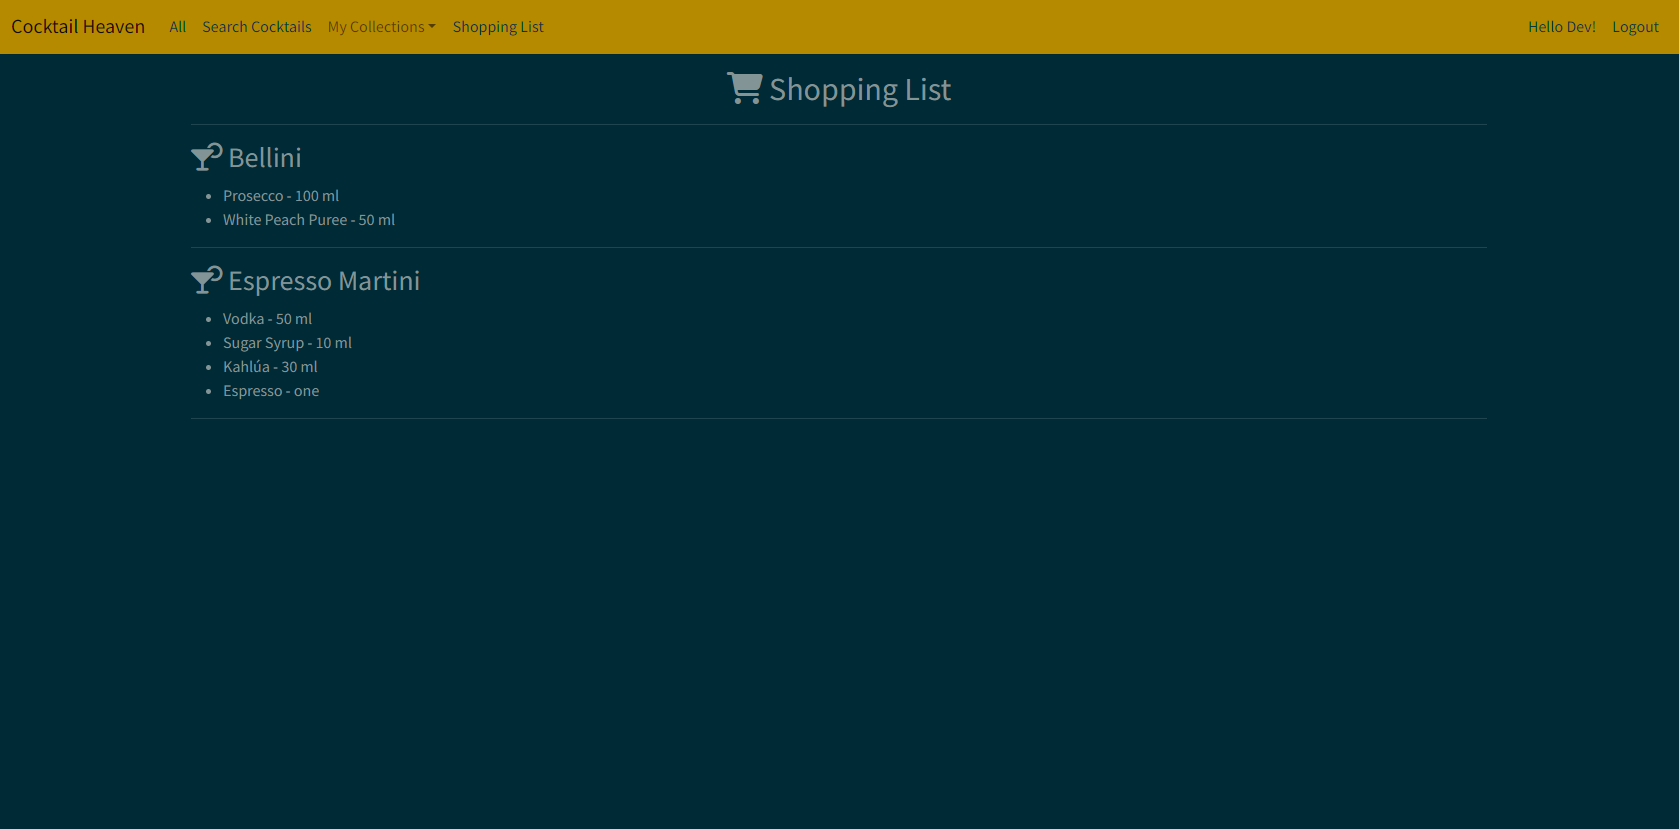 Cocktail Heaven All Search Cocktails My Collections Shopping List Hello Dev! Logout
Shopping List
Bellini
Prosecco - 100 ml
White Peach Puree - 50 ml
Espresso Martini
Vodka - 50 ml
Sugar Syrup - 10 ml
Kahlúa - 30 ml
Espresso - one